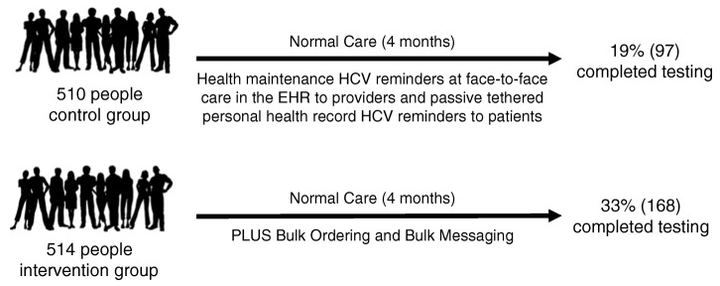 Normal Care (4 months)
19% (97)
completed testing
Health maintenance HCV reminders at face-to-face
care in the EHR to providers and passive tethered
personal health record HCV reminders to patients
510 people
control group
Normal Care (4 months)
33% (168)
completed testing
PLUS Bulk Ordering and Bulk Messaging
514 people
intervention group